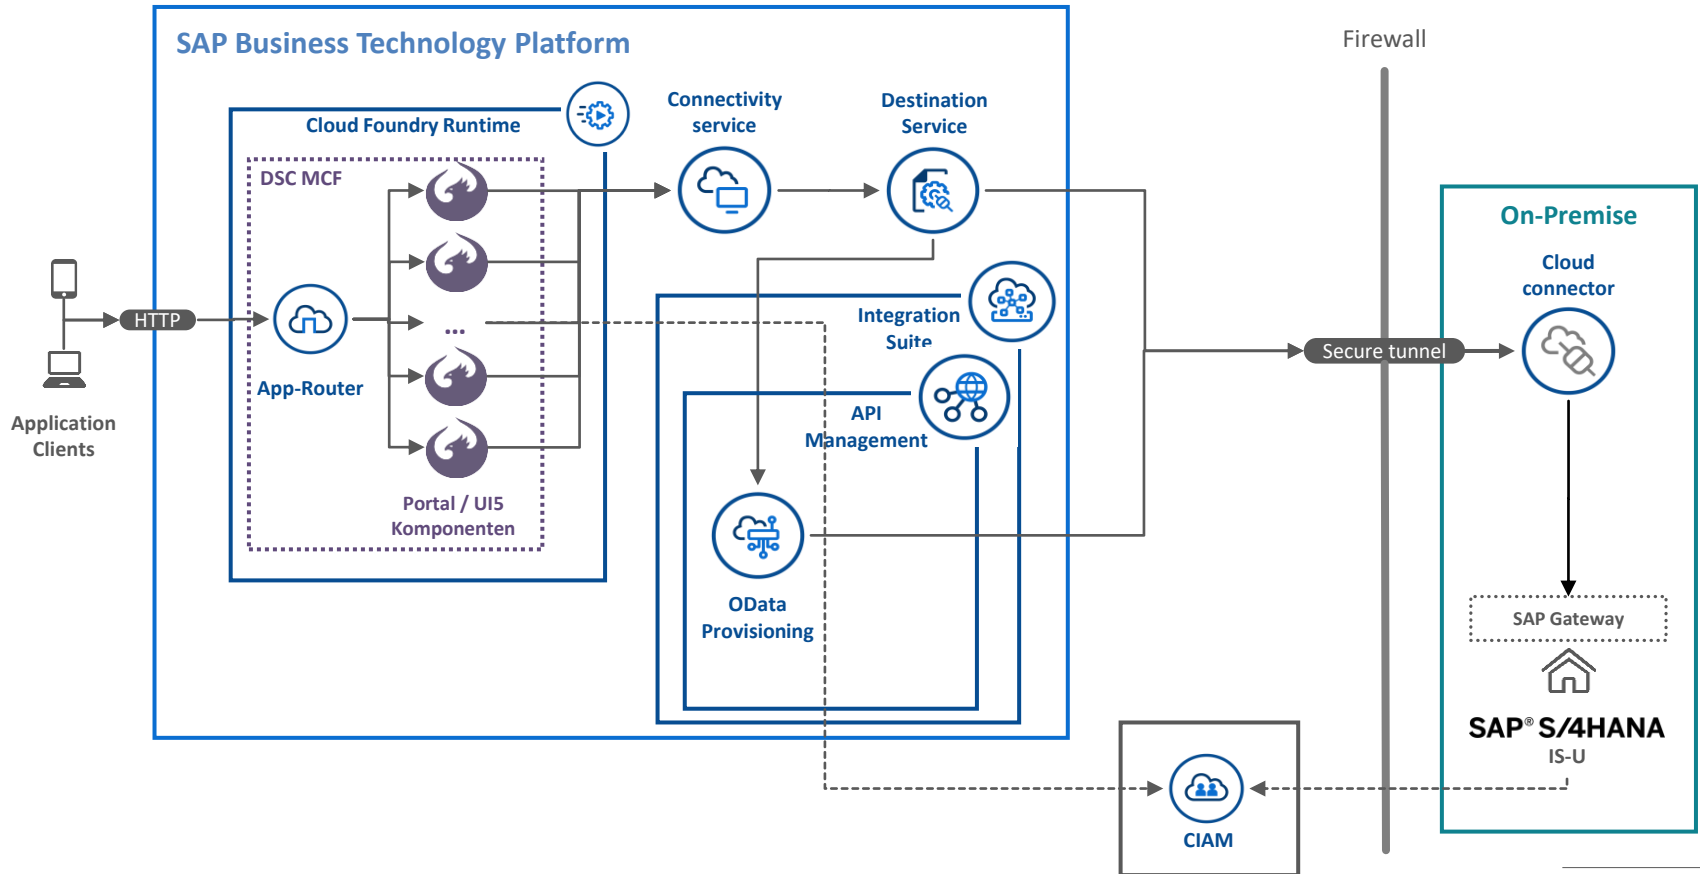 SAP Business Technology Platform
Firewall
Cloud Foundry Runtime
Connectivity
service
Destination
Service
DSC MCF
On-Premise
Cloud
connector
HTTP
App-Router
...
Integration
Suite
Secure tunnel
Application
Clients
API
Management
Portal / UI5
Komponenten
OData
Provisioning
SAP Gateway
SAP® S/4HANA
IS-U
CIAM